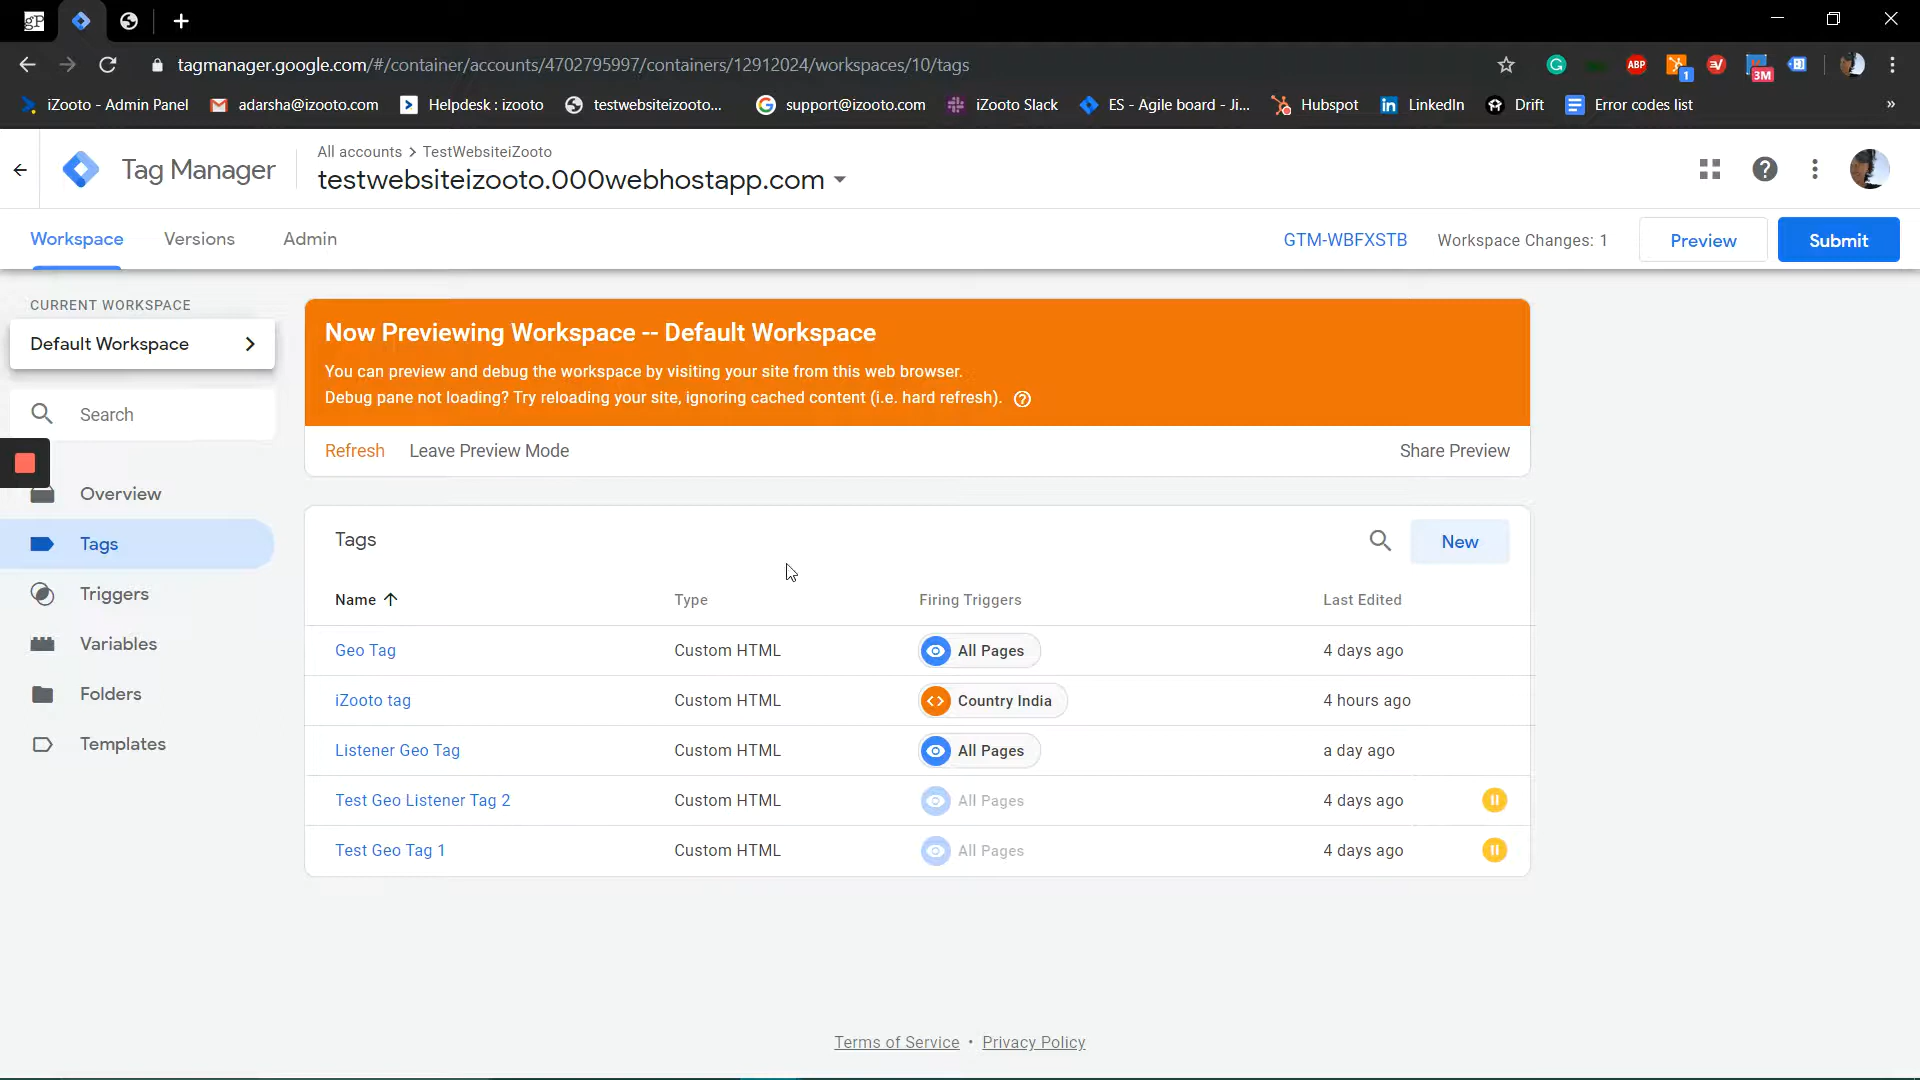 gP
tagmanager.google.com/#/container/accounts/4702795997/containers/12912024/workspaces/10/tags
ABP
1
3M
iZooto - Admin Panel
adarsha@izooto.com
Helpdesk : izooto
testwebsiteizooto...
support@izooto.com
iZooto Slack
ES - Agile board - Ji...
Hubspot
LinkedIn
Drift
Error codes list
»
Tag Manager
All accounts > TestWebsiteiZooto
testwebsiteizooto.000webhostapp.com
Workspace
Versions
Admin
GTM-WBFXSTB
Workspace Changes: 1
Preview
Submit
CURRENT WORKSPACE
Default Workspace
Search
Overview
Tags
Triggers
Variables
Folders
Templates
Now Previewing Workspace -- Default Workspace
You can preview and debug the workspace by visiting your site from this web browser.
Debug pane not loading? Try reloading your site, ignoring cached content (i.e. hard refresh).
Refresh
Leave Preview Mode
Share Preview
Tags
New
Name Type Firing Triggers Last Edited
Geo Tag Custom HTML All Pages 4 days ago
iZooto tag Custom HTML Country India 4 hours ago
Listener Geo Tag Custom HTML All Pages a day ago
Test Geo Listener Tag 2 Custom HTML All Pages 4 days ago
Test Geo Tag 1 Custom HTML All Pages 4 days ago
Terms of Service • Privacy Policy